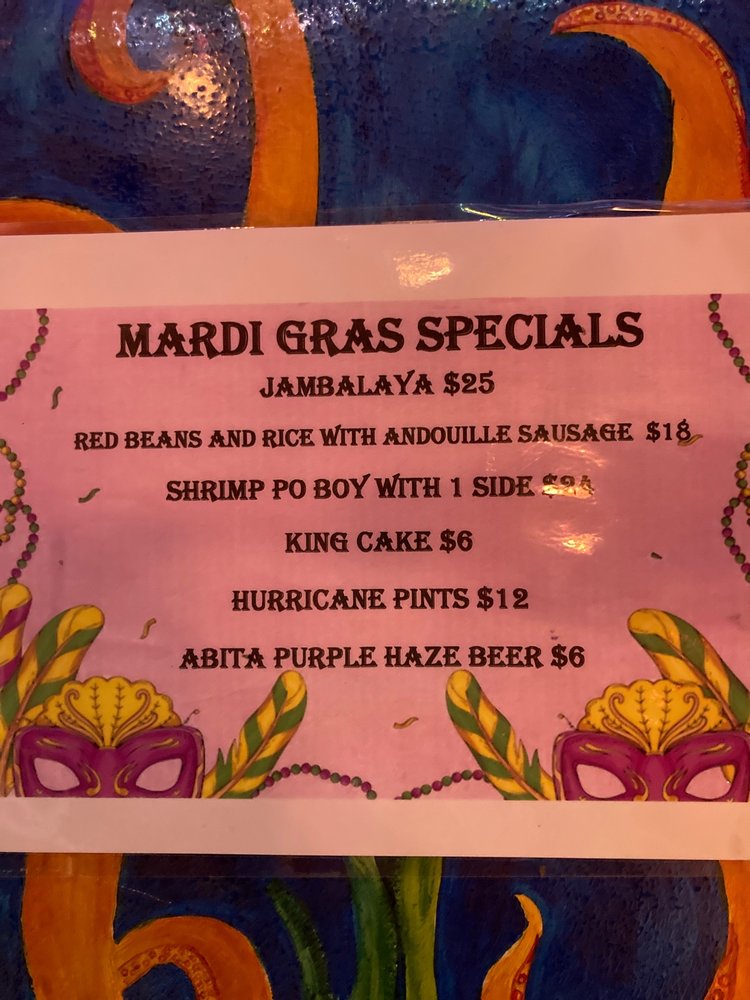 MARDI GRAS SPECIALS
JAMBALAYA $25
RED BEANS AND RICE WITH ANDOUILLE SAUSAGE $18
SHRIMP PO BOY WITH 1 SIDE
KING CAKE $6
HURRICANE PINTS $12
ABITA PURPLE HAZE BEER $6